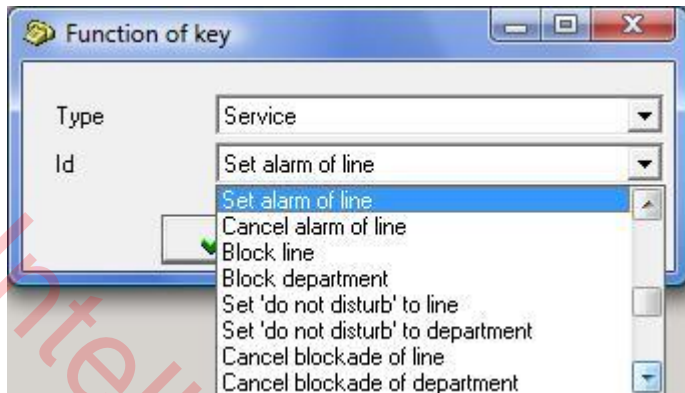 Function of key
Type Service
Id Set alarm of line
Set alarm of line
Cancel alarm of line
Block line
Block department
Set 'do not disturb' to line
Set 'do not disturb' to department
Cancel blockade of line
Cancel blockade of department